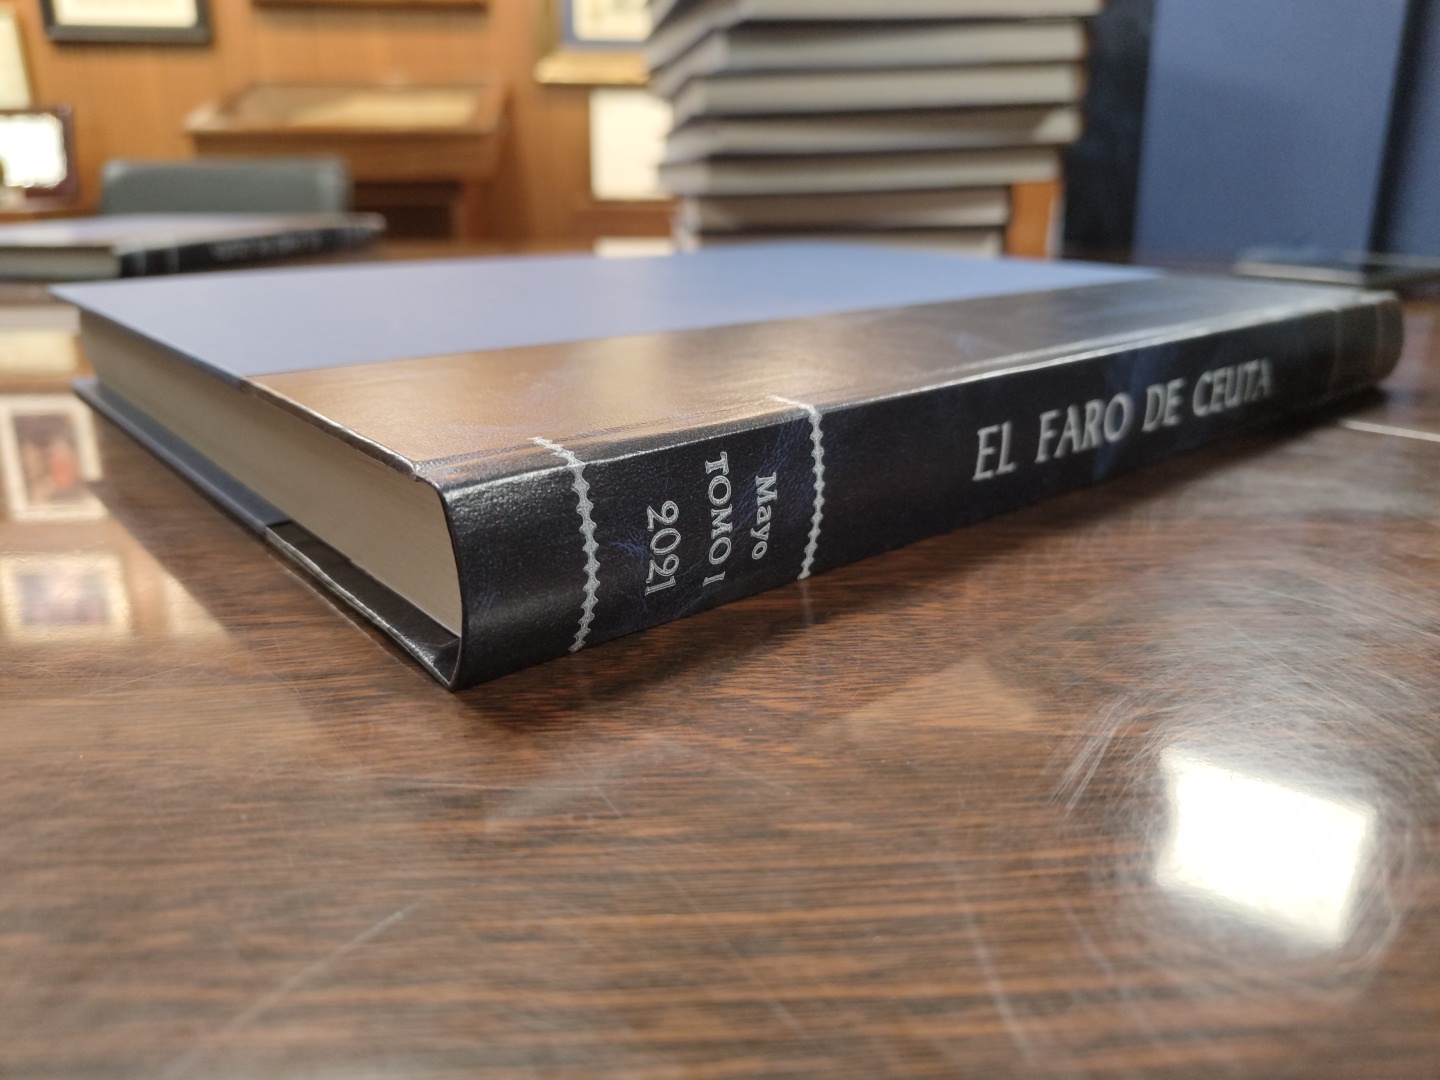 EL FARO DE CEUTA
Mayo
TOMO I
2021